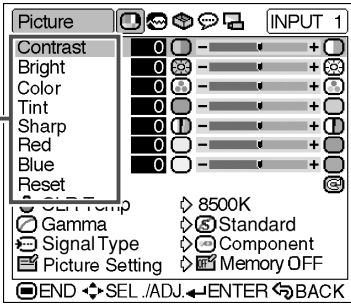 Picture INPUT 1
Contrast 0 - +
Bright 0 - +
Color 0 - +
Tint 0 - +
Sharp 0 - +
Red 0 - +
Blue 0 - +
Reset
8500K
Gamma S Standard
Signal Type Component
Picture Setting Memory OFF
END SEL./ADJ. ENTER BACK